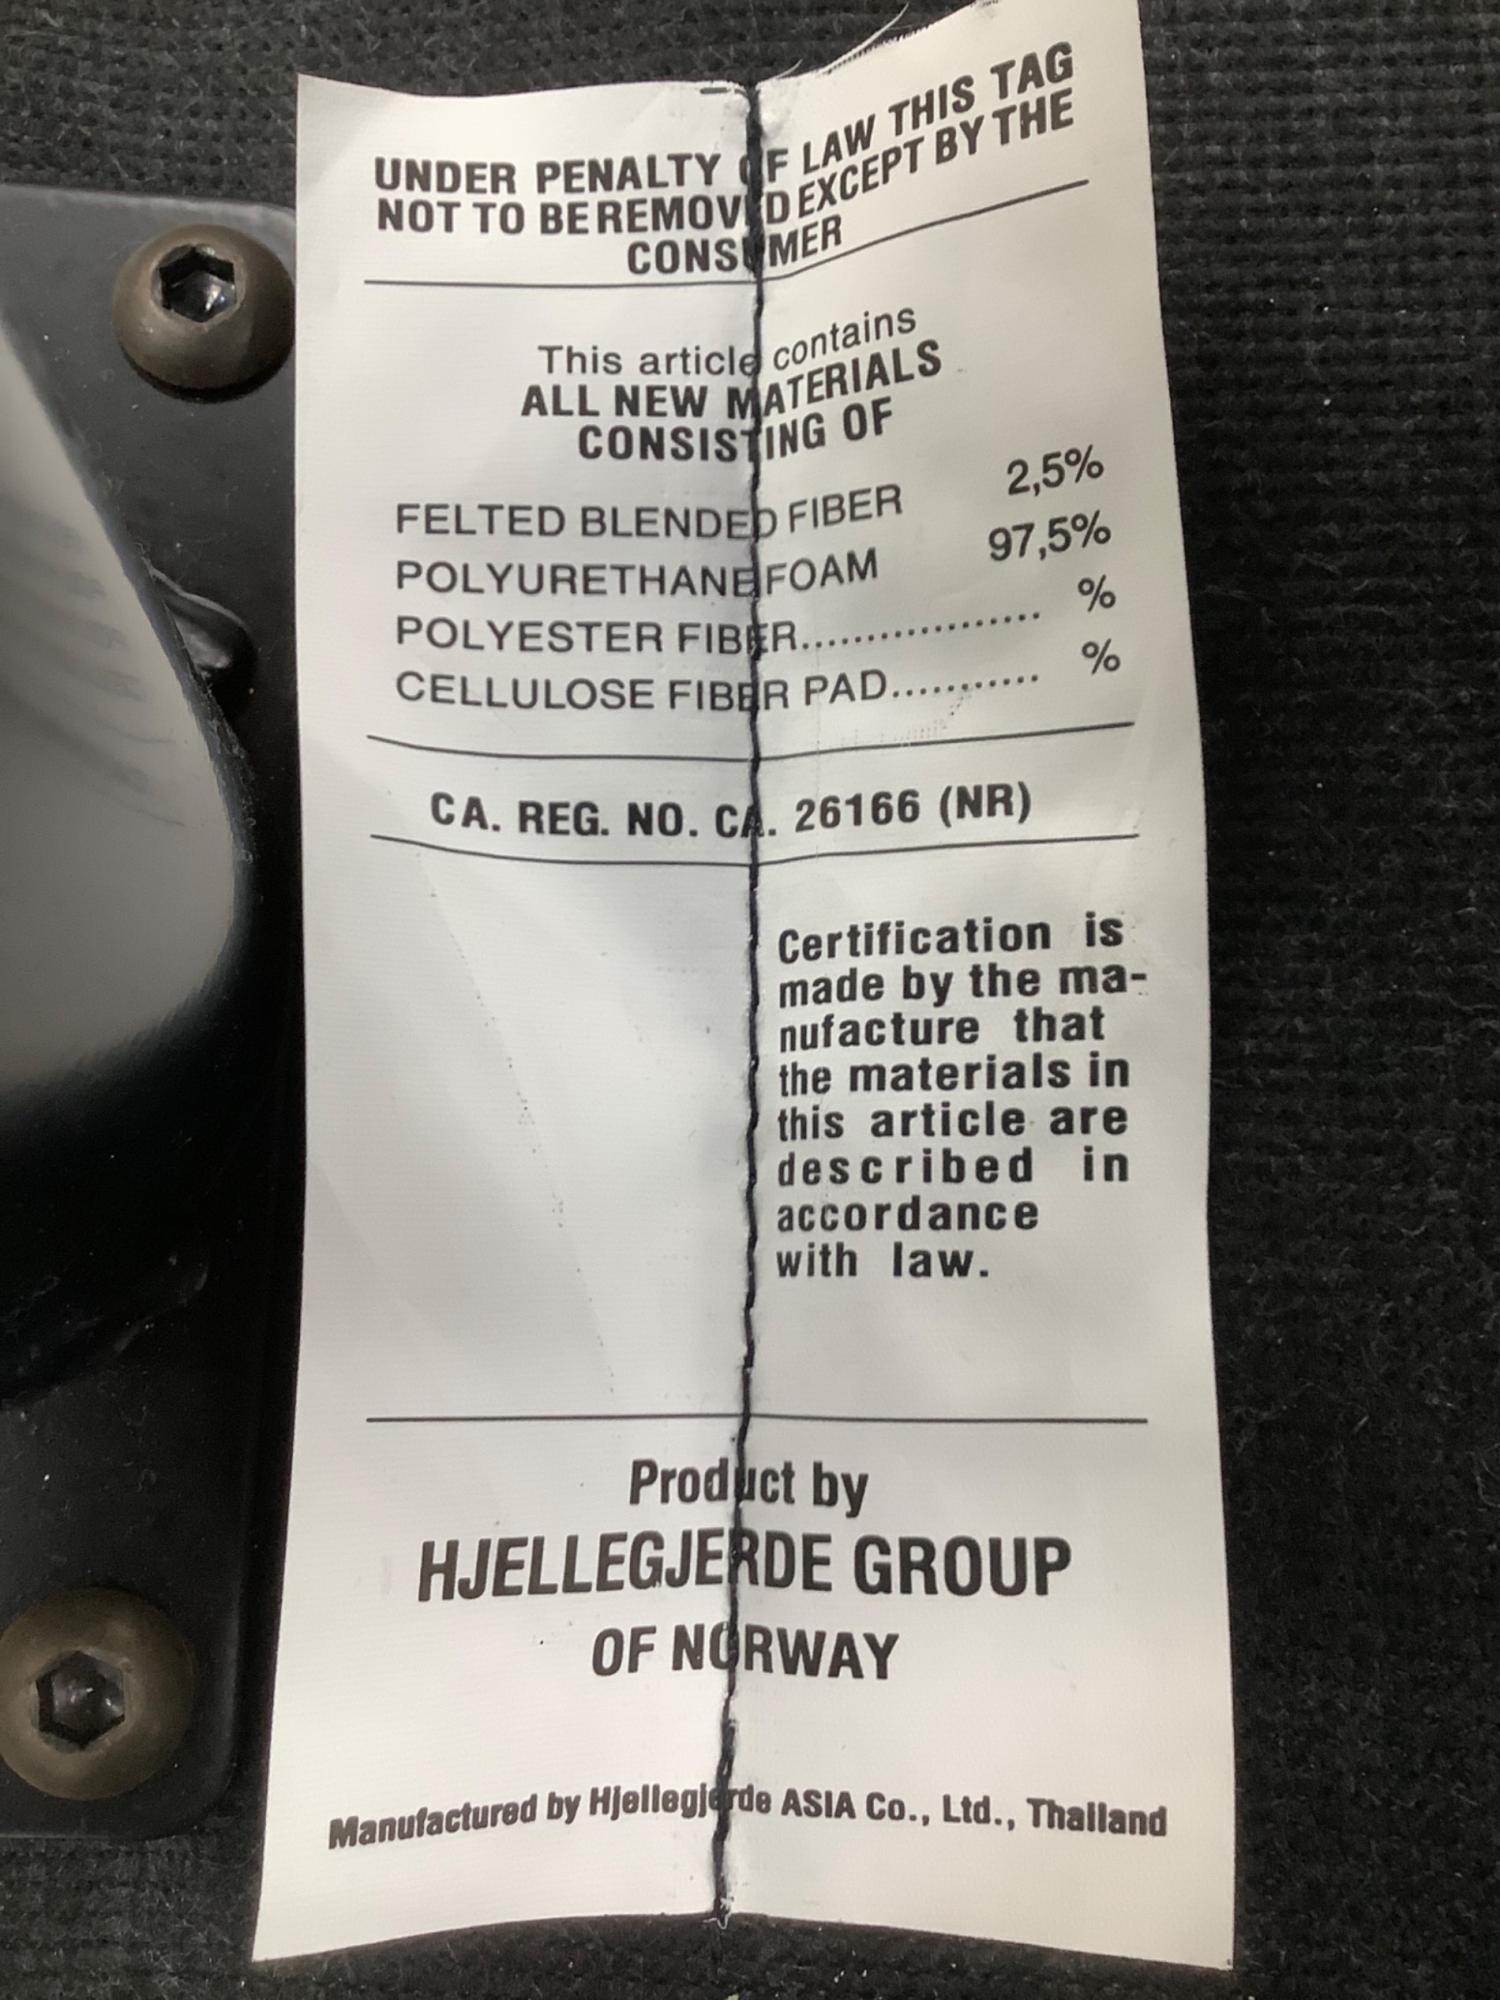 UNDER PENALTY OF LAW THIS TAG
NOT TO BE REMOVED EXCEPT BY THE
CONSUMER
This article contains
ALL NEW MATERIALS
CONSISTING OF
FELTED BLENDED FIBER 2,5%
POLYURETHANE FOAM 97,5%
POLYESTER FIBER.................. %
CELLULOSE FIBER PAD........... %
CA. REG. NO. CA. 26166 (NR)
Certification is
made by the ma-
nufacture that
the materials in
this article are
described in
accordance
with law.
Product by
HJELLEGJERDE GROUP
OF NORWAY
Manufactured by Hjellegjerde ASIA Co., Ltd., Thailand